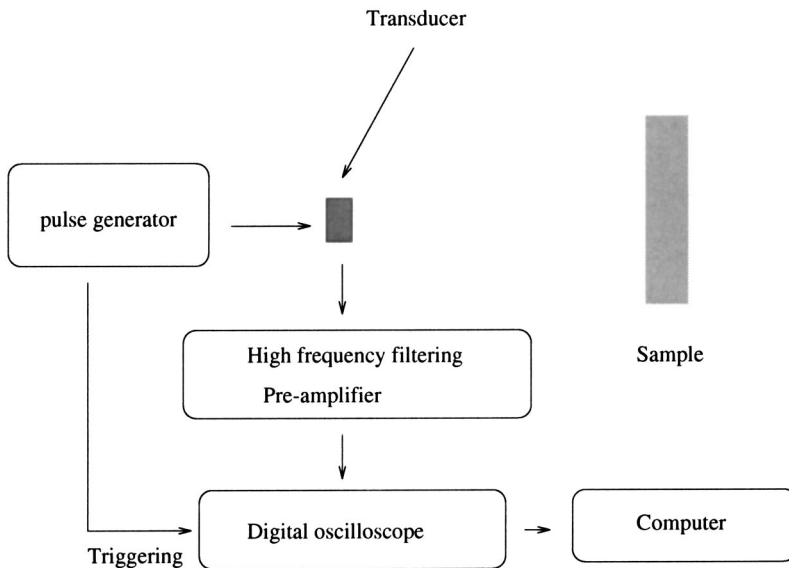 Transducer
pulse generator
High frequency filtering
Pre-amplifier
Sample
Digital oscilloscope
Computer
Triggering